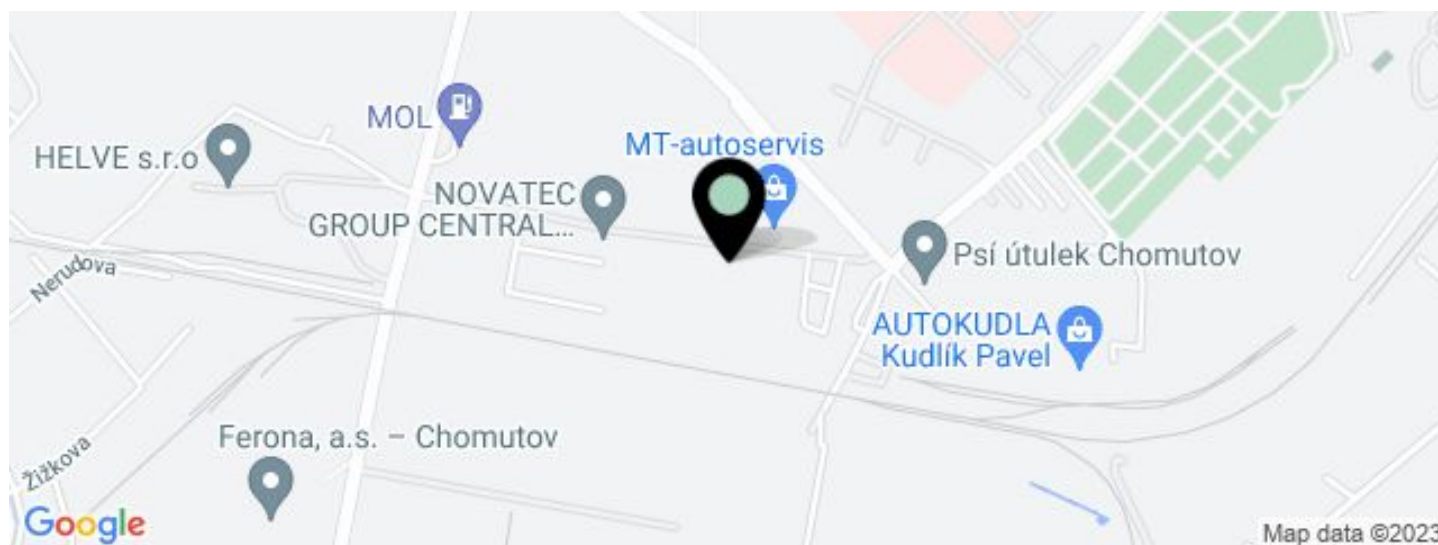 MOL
MT-autoservis
HELVE s.r.o
NOVATEC
GROUP CENTRAL...
Psí útulek Chomutov
Nerudova
AUTOKUDLA
Kudlík Pavel
Ferona, a.s. – Chomutov
Žižkova
Google
Map data ©2023